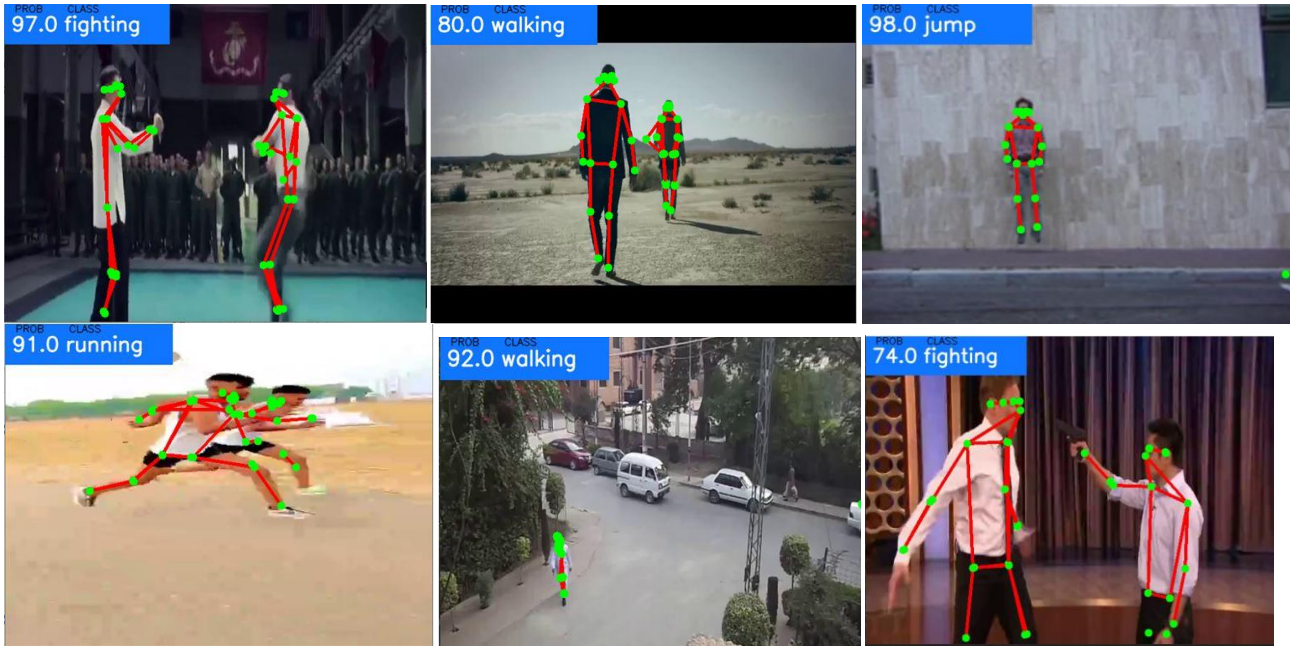 PROB CLASS
97.0 fighting
PROB CLASS
80.0 walking
PROB CLASS
98.0 jump
PROB CLASS
91.0 running
PROB CLASS
92.0 walking
PROB CLASS
74.0 fighting